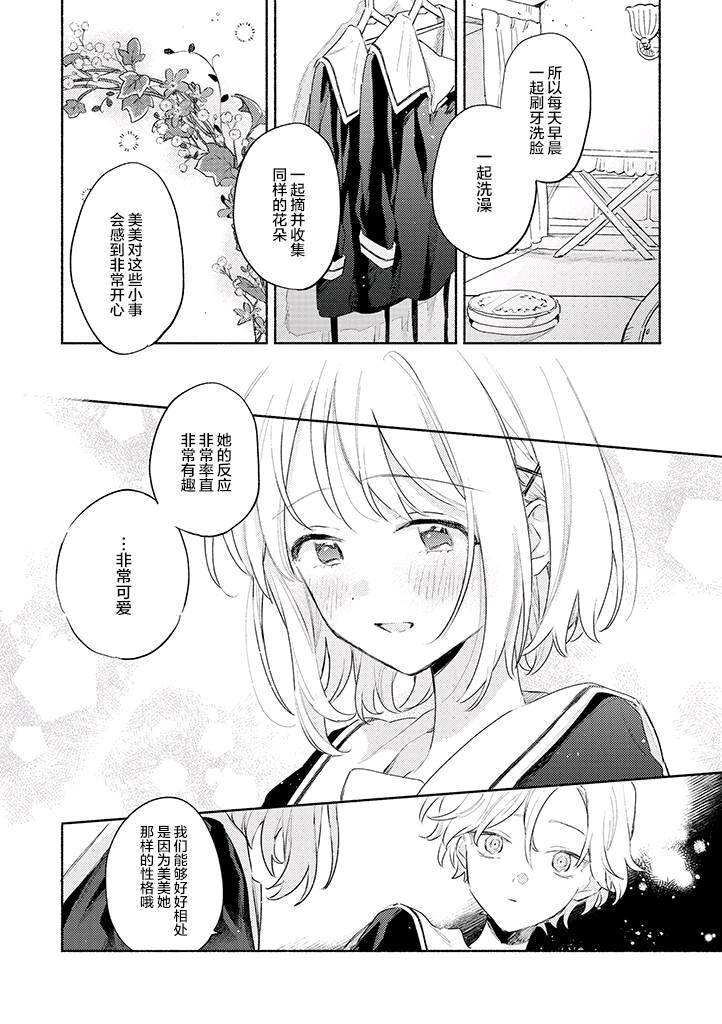 所以每天早晨
一起刷牙洗脸
一起洗澡
一起摘并收集
同样的花朵
美美对这些小事
会感到非常开心
她的反应
非常率直
非常有趣
…非常可爱
我们能够好好相处
是因为美美她
那样的性格哦